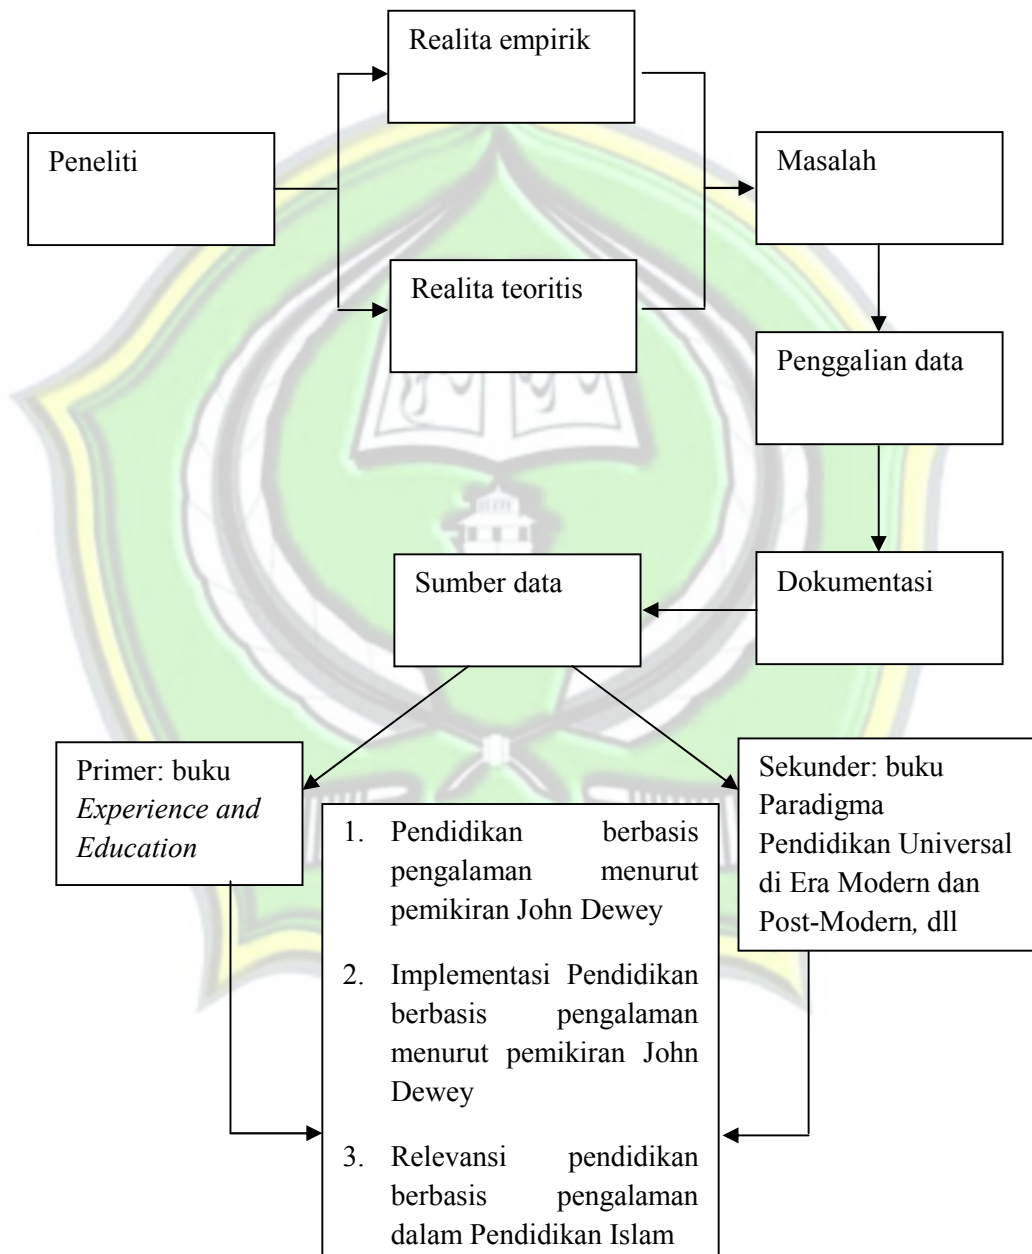 Realita empirik
Peneliti
Masalah
Realita teoritis
Penggalian data
Sumber data
Dokumentasi
Primer: buku
Experience and
Education
Sekunder: buku
Paradigma
Pendidikan Universal
di Era Modern dan
Post-Modern, dll
1. Pendidikan berbasis
pengalaman menurut
pemikiran John Dewey
2. Implementasi Pendidikan
berbasis pengalaman
menurut pemikiran John
Dewey
3. Relevansi pendidikan
berbasis pengalaman
dalam Pendidikan Islam